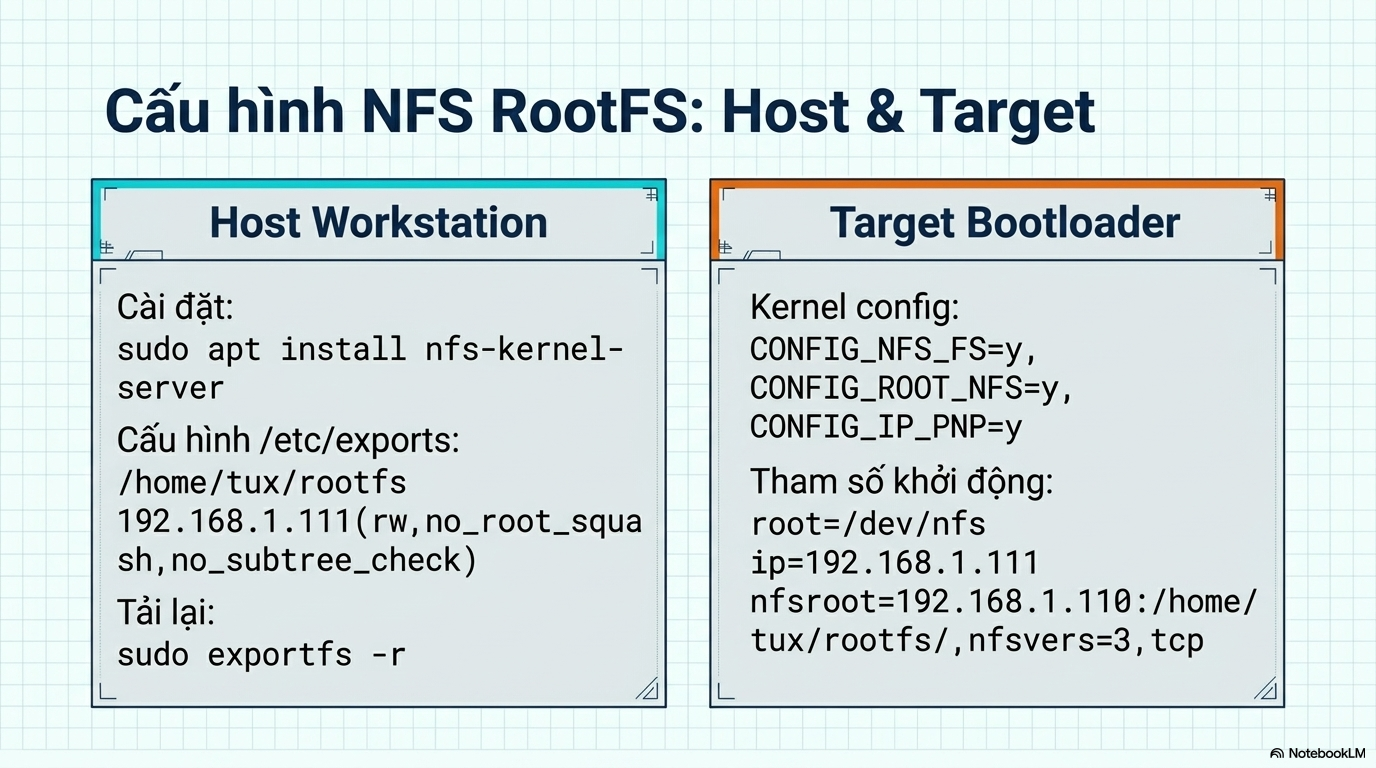 Cấu hình NFS RootFS: Host & Target
Host Workstation
Cài đặt:
sudo apt install nfs-kernel-
server
Cấu hình /etc/exports:
/home/tux/rootfs
192.168.1.111(rw,no_root_squa
sh,no_subtree_check)
Tải lại:
sudo exportfs -r
Target Bootloader
Kernel config:
CONFIG_NFS_FS=y,
CONFIG_ROOT_NFS=y,
CONFIG_IP_PNP=y
Tham số khởi động:
root=/dev/nfs
ip=192.168.1.111
nfsroot=192.168.1.110:/home/
tux/rootfs/,nfsvers=3,tcp
NotebookLM